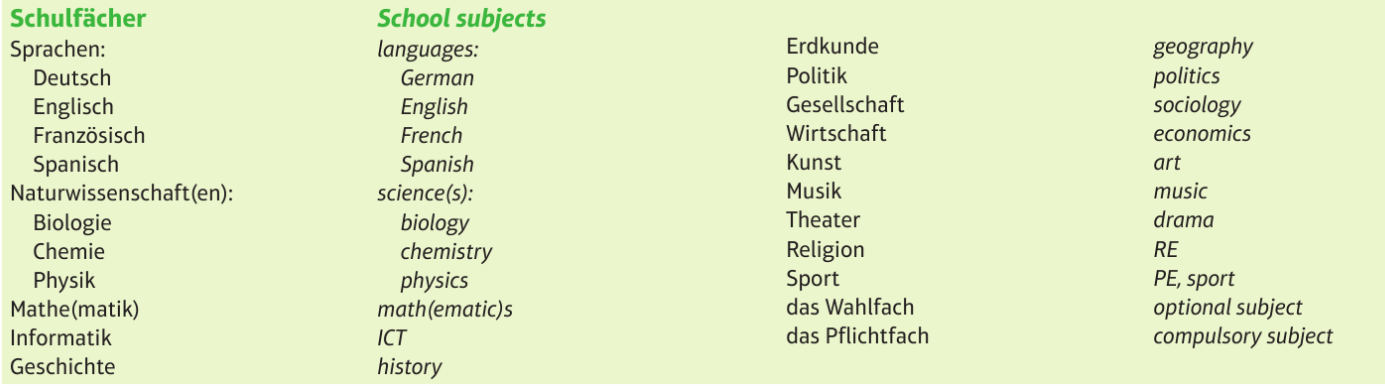 Schulfächer School subjects
Sprachen: languages:
Deutsch German
Englisch English
Französisch French
Spanisch Spanish
Naturwissenschaft(en): science(s):
Biologie biology
Chemie chemistry
Physik physics
Mathe(matik) math(ematic)s
Informatik ICT
Geschichte history
Erdkunde geography
Politik politics
Gesellschaft sociology
Wirtschaft economics
Kunst art
Musik music
Theater drama
Religion RE
Sport PE, sport
das Wahlfach optional subject
das Pflichtfach compulsory subject